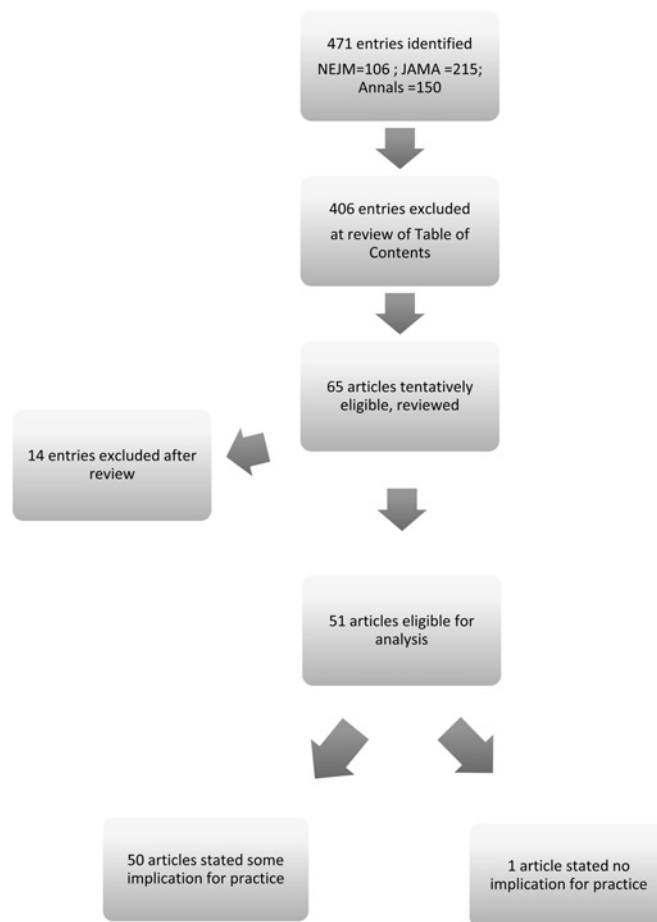 471 entries identified
NEJM=106 ; JAMA =215;
Annals =150
406 entries excluded
at review of Table of
Contents
65 articles tentatively
eligible, reviewed
14 entries excluded after
review
51 articles eligible for
analysis
50 articles stated some
implication for practice
1 article stated no
implication for practice